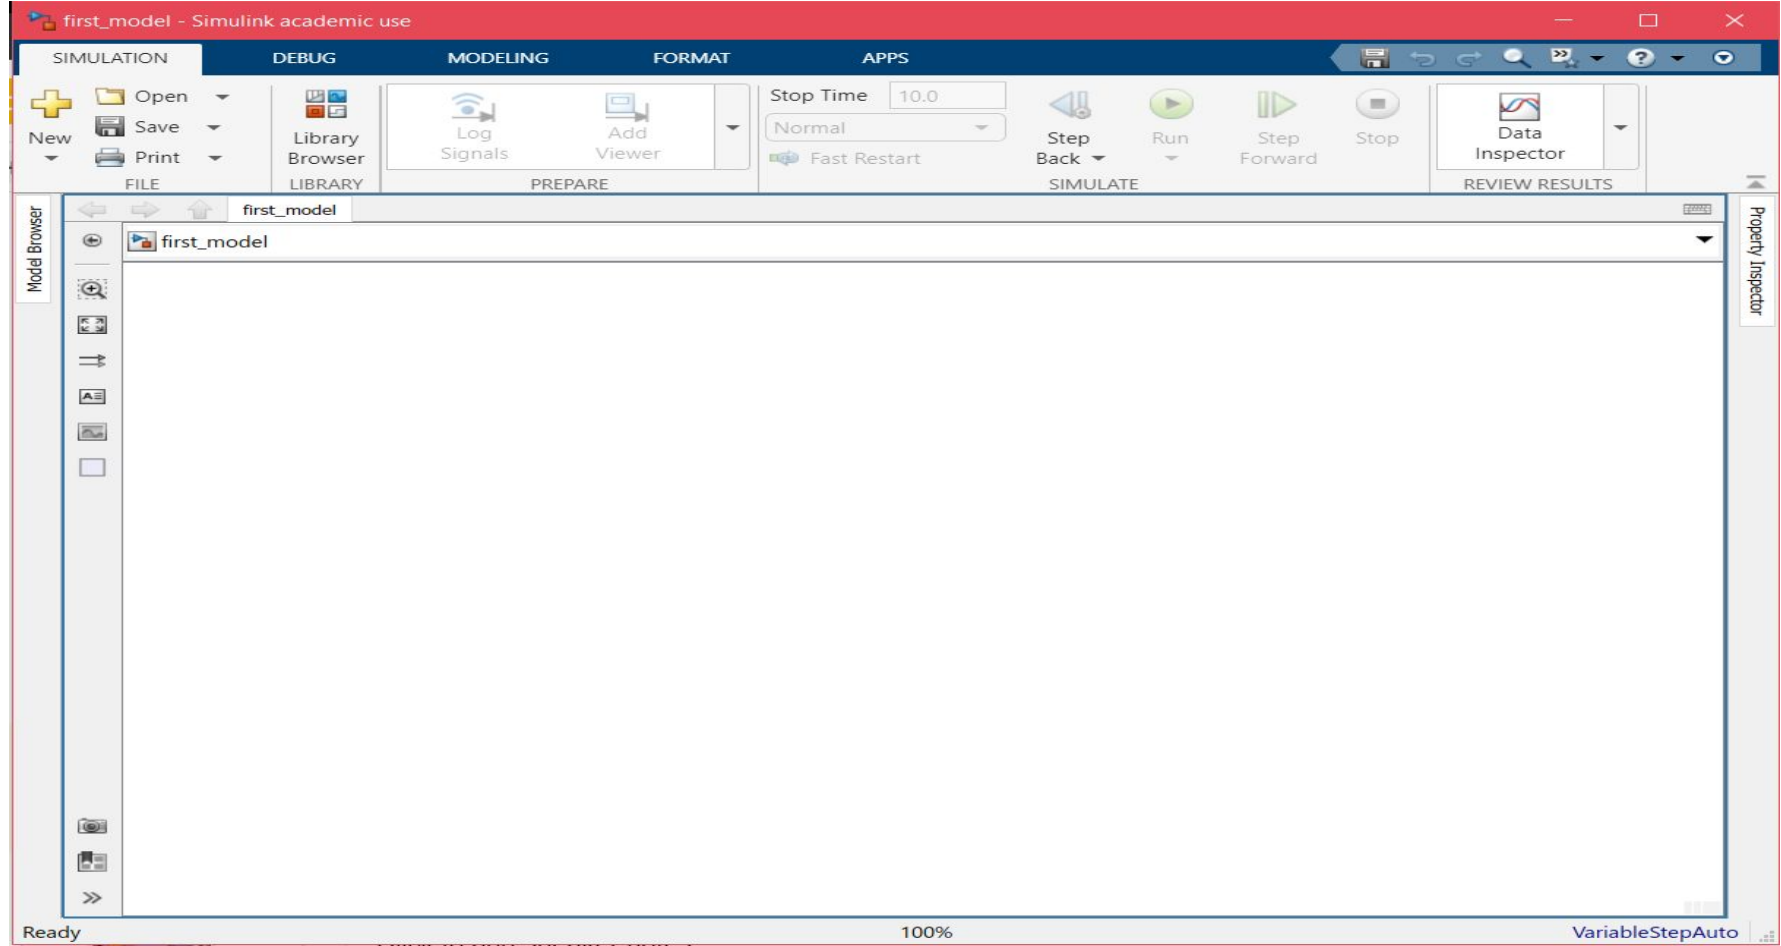 first_model - Simulink academic use
SIMULATION DEBUG MODELING FORMAT APPS
New
Open
Save
Print
FILE
Library
Browser
LIBRARY
Log
Signals
Add
Viewer
PREPARE
Stop Time 10.0
Normal
Fast Restart
Step
Back
Run
Step
Forward
Stop
SIMULATE
Data
Inspector
REVIEW RESULTS
Model Browser
first_model
first_model
Property Inspector
Ready 100% VariableStepAuto